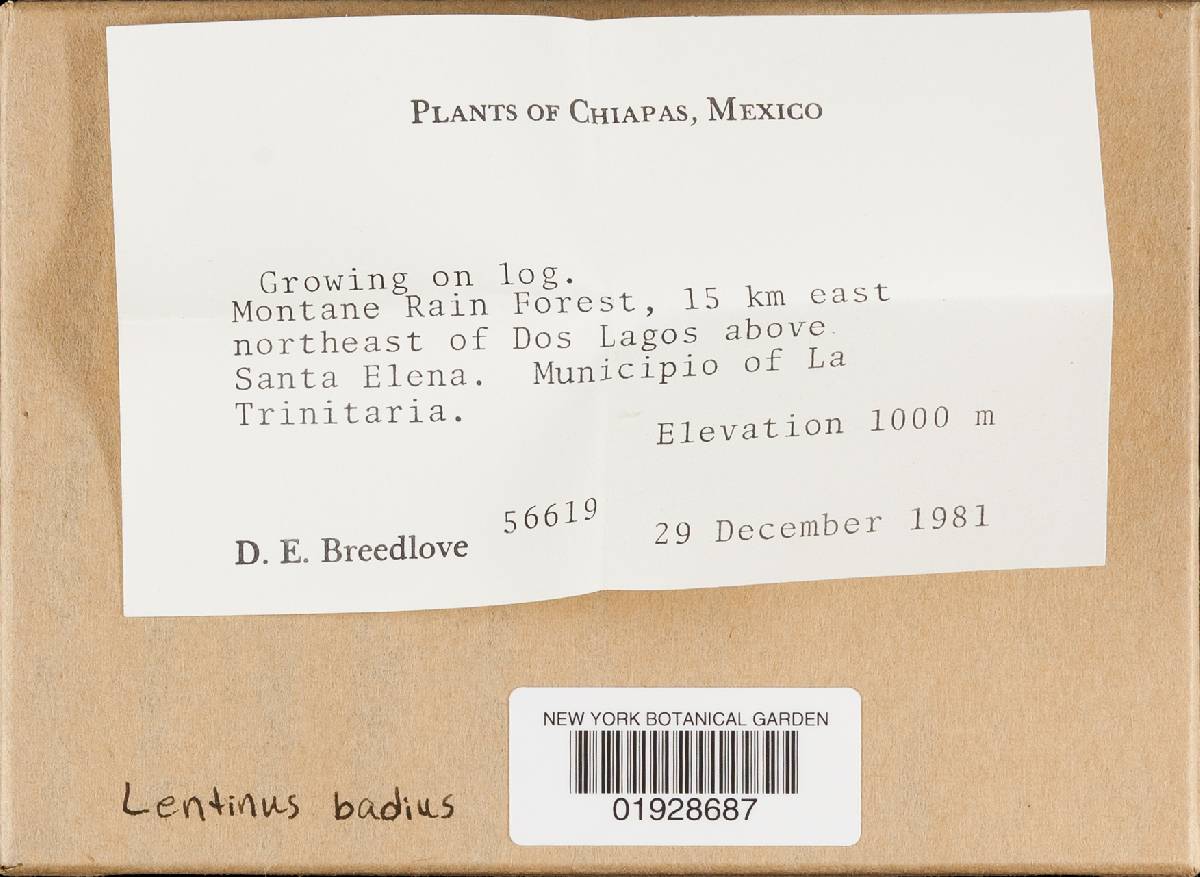 PLANTS OF CHIAPAS, MEXICO
Growing on log.
Montane Rain Forest, 15 km east
northeast of Dos Lagos above
Santa Elena. Municipio of La
Trinitaria.
Elevation 1000 m
D. E. Breedlove 56619 29 December 1981
NEW YORK BOTANICAL GARDEN
01928687
Lentinus badius